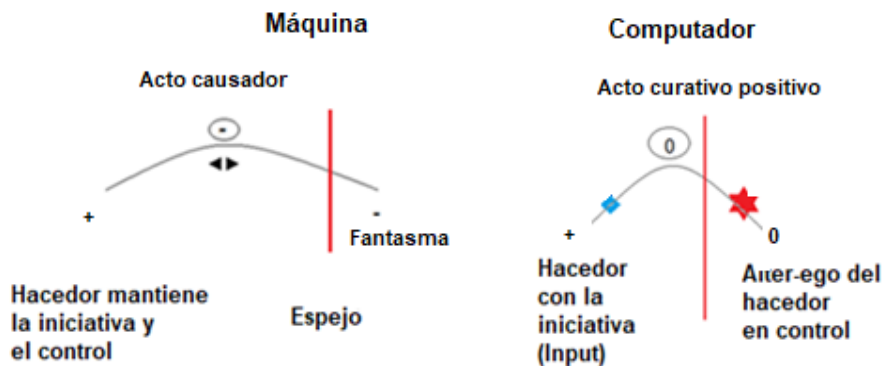 Máquina
Acto causador
-
+
-
Fantasma
Hacedor mantiene
la iniciativa y
el control
Espejo
Computador
Acto curativo positivo
0
+
0
Hacedor
con la
iniciativa
(Input)
Alter-ego del
hacedor
en control